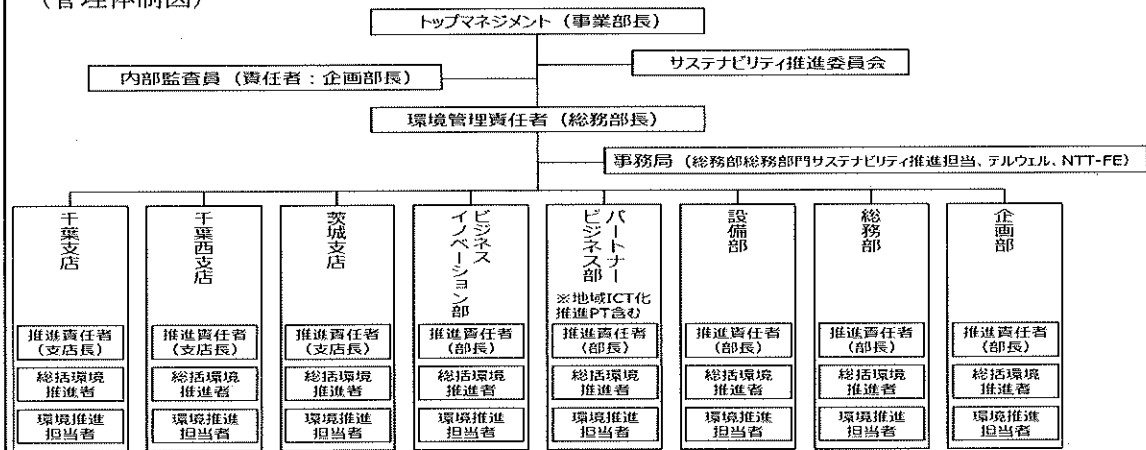 (管理体制図)
トップマネジメント (事業部長)
サステナビリティ推進委員会
内部監査員 (責任者:企画部長)
環境管理責任者 (総務部長)
事務局 (総務部総務部門サステナビリティ推進担当、テルウェル、NTT-FE)
千葉支店
推進責任者
(支店長)
総括環境
推進者
環境推進
担当者
千葉西支店
推進責任者
(支店長)
総括環境
推進者
環境推進
担当者
茨城支店
推進責任者
(支店長)
総括環境
推進者
環境推進
担当者
ビジネス
イノベーション部
推進責任者
(部長)
総括環境
推進者
環境推進
担当者
パートナー
ビジネス部
※地域ICT化
推進PT含む
推進責任者
(部長)
総括環境
推進者
環境推進
担当者
設備部
推進責任者
(部長)
総括環境
推進者
環境推進
担当者
総務部
推進責任者
(部長)
総括環境
推進者
環境推進
担当者
企画部
推進責任者
(部長)
総括環境
推進者
環境推進
担当者